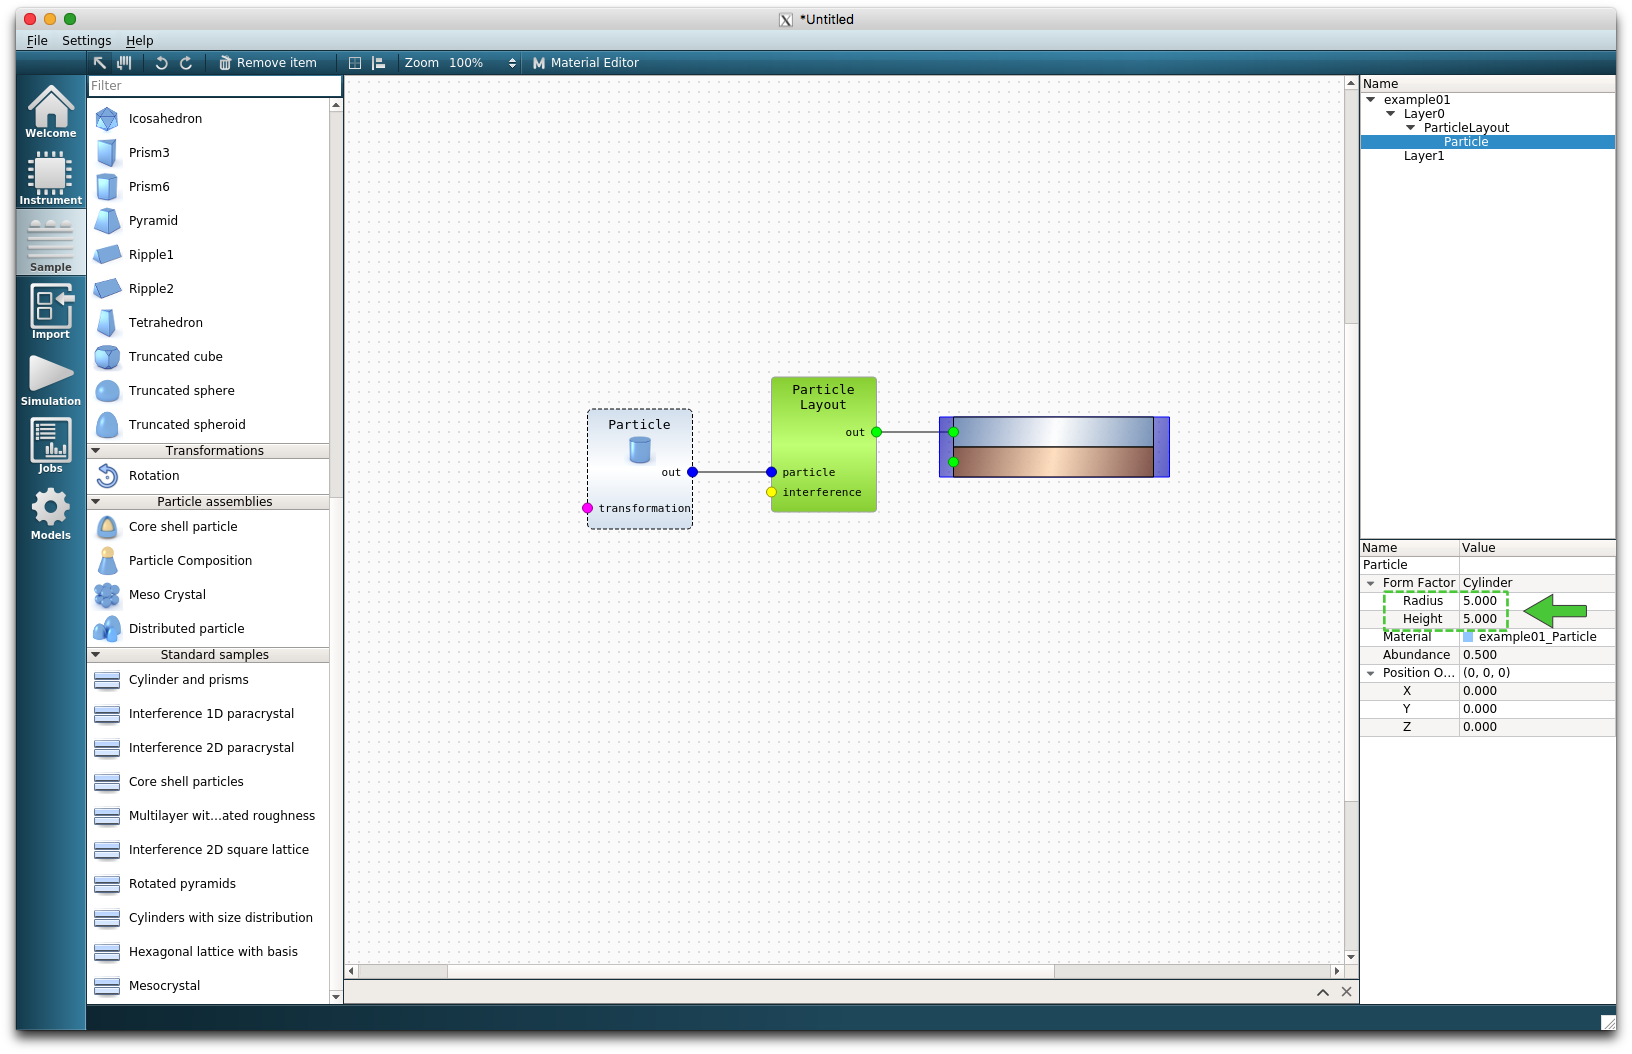 *Untitled
File Settings Help
Remove item Zoom 100% M Material Editor
Welcome
Instrument
Sample
Import
Simulation
Jobs
Models
Filter
Icosahedron
Prism3
Prism6
Pyramid
Ripple1
Ripple2
Tetrahedron
Truncated cube
Truncated sphere
Truncated spheroid
Transformations
Rotation
Particle assemblies
Core shell particle
Particle Composition
Meso Crystal
Distributed particle
Standard samples
Cylinder and prisms
Interference 1D paracrystal
Interference 2D paracrystal
Core shell particles
Multilayer wit...ated roughness
Interference 2D square lattice
Rotated pyramids
Cylinders with size distribution
Hexagonal lattice with basis
Mesocrystal
Particle
out
transformation
Particle
Layout
out
particle
interference
Name
example01
Layer0
ParticleLayout
Particle
Layer1
Name Value
Particle
Form Factor Cylinder
Radius 5.000
Height 5.000
Material example01_Particle
Abundance 0.500
Position O... (0, 0, 0)
X 0.000
Y 0.000
Z 0.000